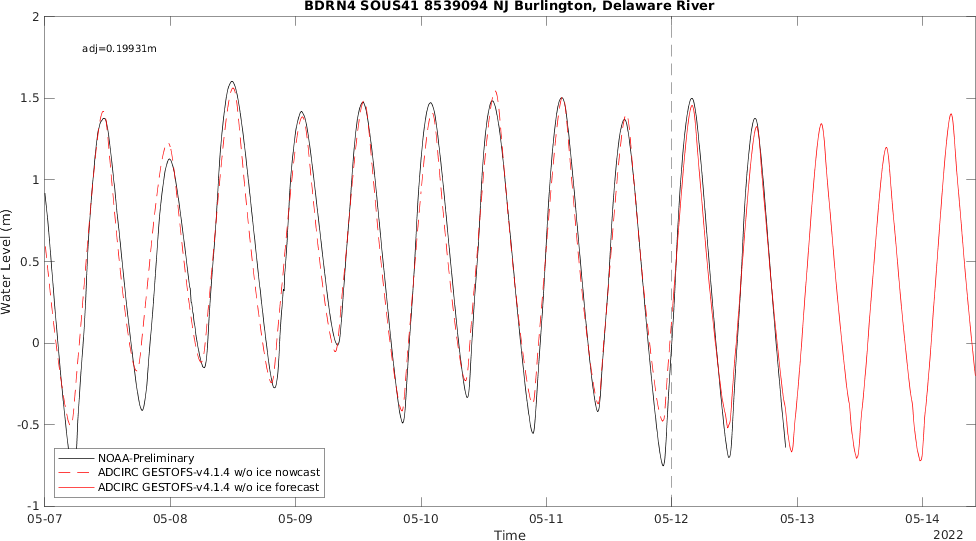 BDRN4 SOUS41 8539094 NJ Burlington, Delaware River
2
adj=0.19931m
1.5
1
0.5
0
-0.5
-1
Water Level (m)
NOAA-Preliminary
ADCIRC GESTOFS-v4.1.4 w/o ice nowcast
ADCIRC GESTOFS-v4.1.4 w/o ice forecast
05-07 05-08 05-09 05-10 05-11 05-12 05-13 05-14
Time
2022